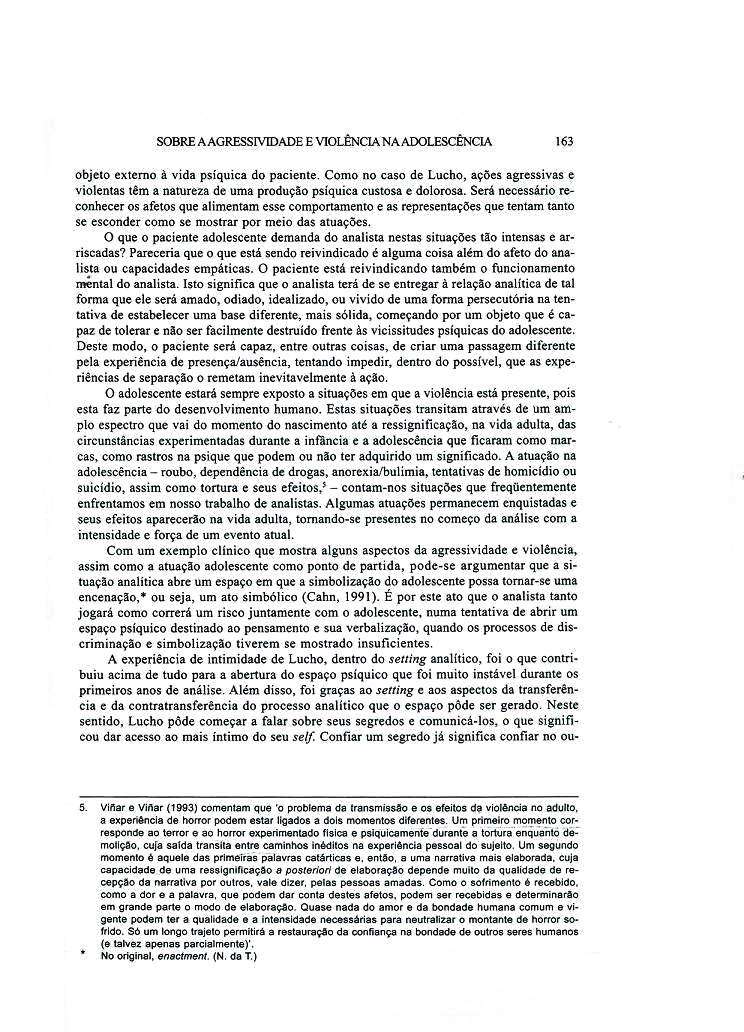 SOBRE A AGRESSIVIDADE E VIOLÊNCIA NA ADOLESCÊNCIA 163
objeto externo à vida psíquica do paciente. Como no caso de Lucho, ações agressivas e
violentas têm a natureza de uma produção psíquica custosa e dolorosa. Será necessário re-
conhecer os afetos que alimentam esse comportamento e as representações que tentam tanto
se esconder como se mostrar por meio das atuações.
O que o paciente adolescente demanda do analista nestas situações tão intensas e ar-
riscadas? Pareceria que o que está sendo reivindicado é alguma coisa além do afeto do ana-
lista ou capacidades empáticas. O paciente está reivindicando também o funcionamento
mental do analista. Isto significa que o analista terá de se entregar à relação analítica de tal
forma que ele será amado, odiado, idealizado, ou vivido de uma forma persecutória na ten-
tativa de estabelecer uma base diferente, mais sólida, começando por um objeto que é ca-
paz de tolerar e não ser facilmente destruído frente às vicissitudes psíquicas do adolescente.
Deste modo, o paciente será capaz, entre outras coisas, de criar uma passagem diferente
pela experiência de presença/ausência, tentando impedir, dentro do possível, que as expe-
riências de separação o remetam inevitavelmente à ação.
O adolescente estará sempre exposto a situações em que a violência está presente, pois
esta faz parte do desenvolvimento humano. Estas situações transitam através de um am-
plo espectro que vai do momento do nascimento até a ressignificação, na vida adulta, das
circunstâncias experimentadas durante a infância e a adolescência que ficaram como mar-
cas, como rastros na psique que podem ou não ter adquirido um significado. A atuação na
adolescência – roubo, dependência de drogas, anorexia/bulimia, tentativas de homicídio ou
suicídio, assim como tortura e seus efeitos,⁵ – contam-nos situações que freqüentemente
enfrentamos em nosso trabalho de analistas. Algumas atuações permanecem enquistadas e
seus efeitos aparecerão na vida adulta, tornando-se presentes no começo da análise com a
intensidade e força de um evento atual.
Com um exemplo clínico que mostra alguns aspectos da agressividade e violência,
assim como a atuação adolescente como ponto de partida, pode-se argumentar que a si-
tuação analítica abre um espaço em que a simbolização do adolescente possa tornar-se uma
encenação,* ou seja, um ato simbólico (Cahn, 1991). É por este ato que o analista tanto
jogará como correrá um risco juntamente com o adolescente, numa tentativa de abrir um
espaço psíquico destinado ao pensamento e sua verbalização, quando os processos de dis-
criminação e simbolização tiverem se mostrado insuficientes.
A experiência de intimidade de Lucho, dentro do setting analítico, foi o que contri-
buiu acima de tudo para a abertura do espaço psíquico que foi muito instável durante os
primeiros anos de análise. Além disso, foi graças ao setting e aos aspectos da transferên-
cia e da contratransferência do processo analítico que o espaço pôde ser gerado. Neste
sentido, Lucho pôde começar a falar sobre seus segredos e comunicá-los, o que signifi-
cou dar acesso ao mais íntimo do seu self. Confiar um segredo já significa confiar no ou-
5. Viñar e Viñar (1993) comentam que 'o problema da transmissão e os efeitos da violência no adulto,
a experiência de horror podem estar ligados a dois momentos diferentes. Um primeiro momento cor-
responde ao terror e ao horror experimentado física e psiquicamente durante a tortura enquanto de-
molição, cuja saída transita entre caminhos inéditos na experiência pessoal do sujeito. Um segundo
momento é aquele das primeiras palavras catárticas e, então, a uma narrativa mais elaborada, cuja
capacidade de uma ressignificação a posteriori de elaboração depende muito da qualidade de re-
cepção da narrativa por outros, vale dizer, pelas pessoas amadas. Como o sofrimento é recebido,
como a dor e a palavra, que podem dar conta destes afetos, podem ser recebidas e determinarão
em grande parte o modo de elaboração. Quase nada do amor e da bondade humana comum e vi-
gente podem ter a qualidade e a intensidade necessárias para neutralizar o montante de horror so-
frido. Só um longo trajeto permitirá a restauração da confiança na bondade de outros seres humanos
(e talvez apenas parcialmente)'.
* No original, enactment. (N. da T.)